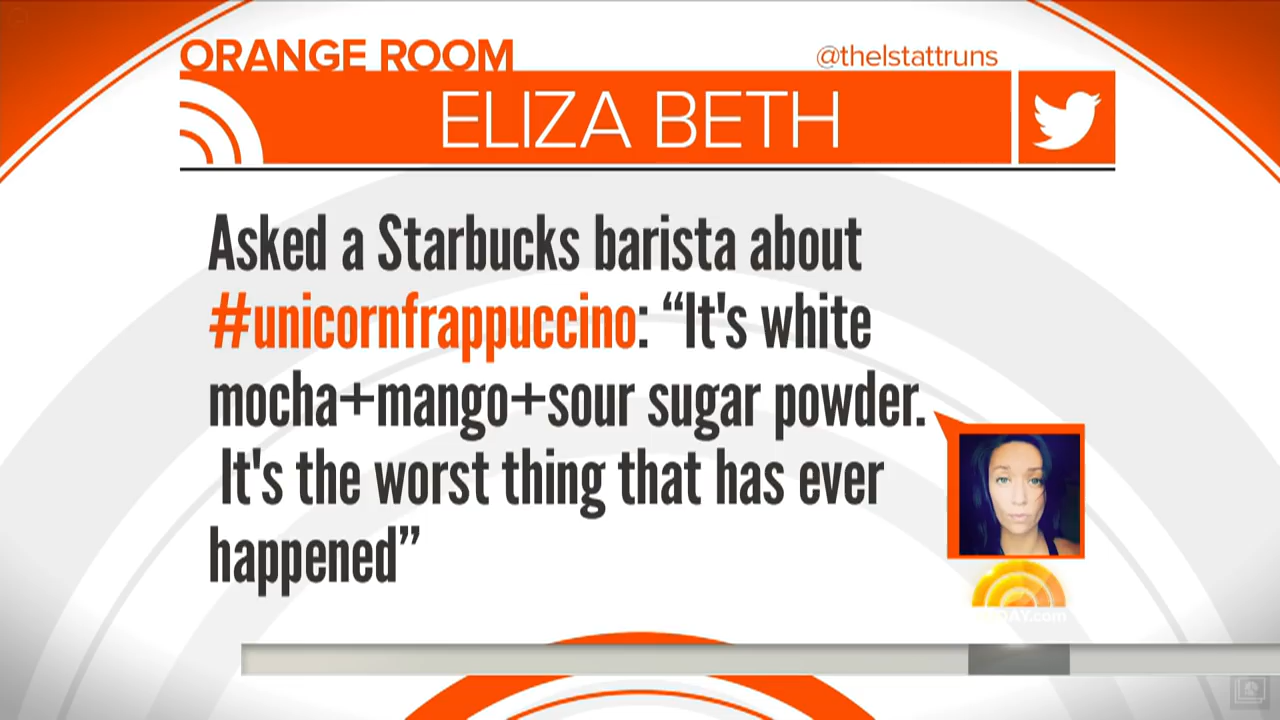 ORANGE ROOM
@thelstattruns
ELIZA BETH
Asked a Starbucks barista about
#unicornfrappuccino: “It's white
mocha+mango+sour sugar powder.
It's the worst thing that has ever
happened”